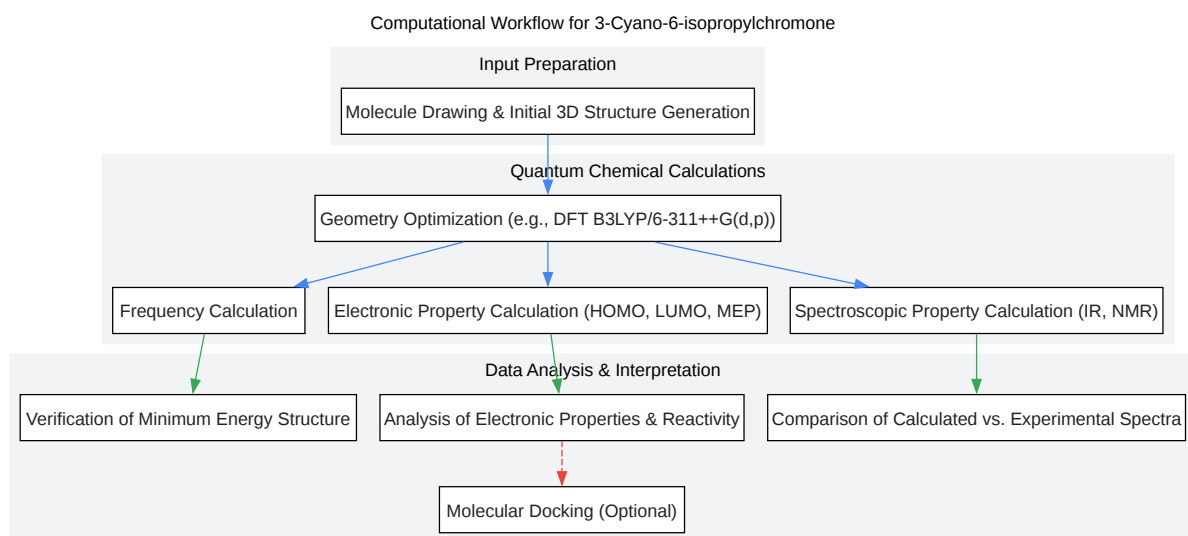 Computational Workflow for 3-Cyano-6-isopropylchromone
Input Preparation
Molecule Drawing & Initial 3D Structure Generation
Quantum Chemical Calculations
Geometry Optimization (e.g., DFT B3LYP/6-311++G(d,p))
Frequency Calculation
Electronic Property Calculation (HOMO, LUMO, MEP)
Spectroscopic Property Calculation (IR, NMR)
Data Analysis & Interpretation
Verification of Minimum Energy Structure
Analysis of Electronic Properties & Reactivity
Comparison of Calculated vs. Experimental Spectra
Molecular Docking (Optional)